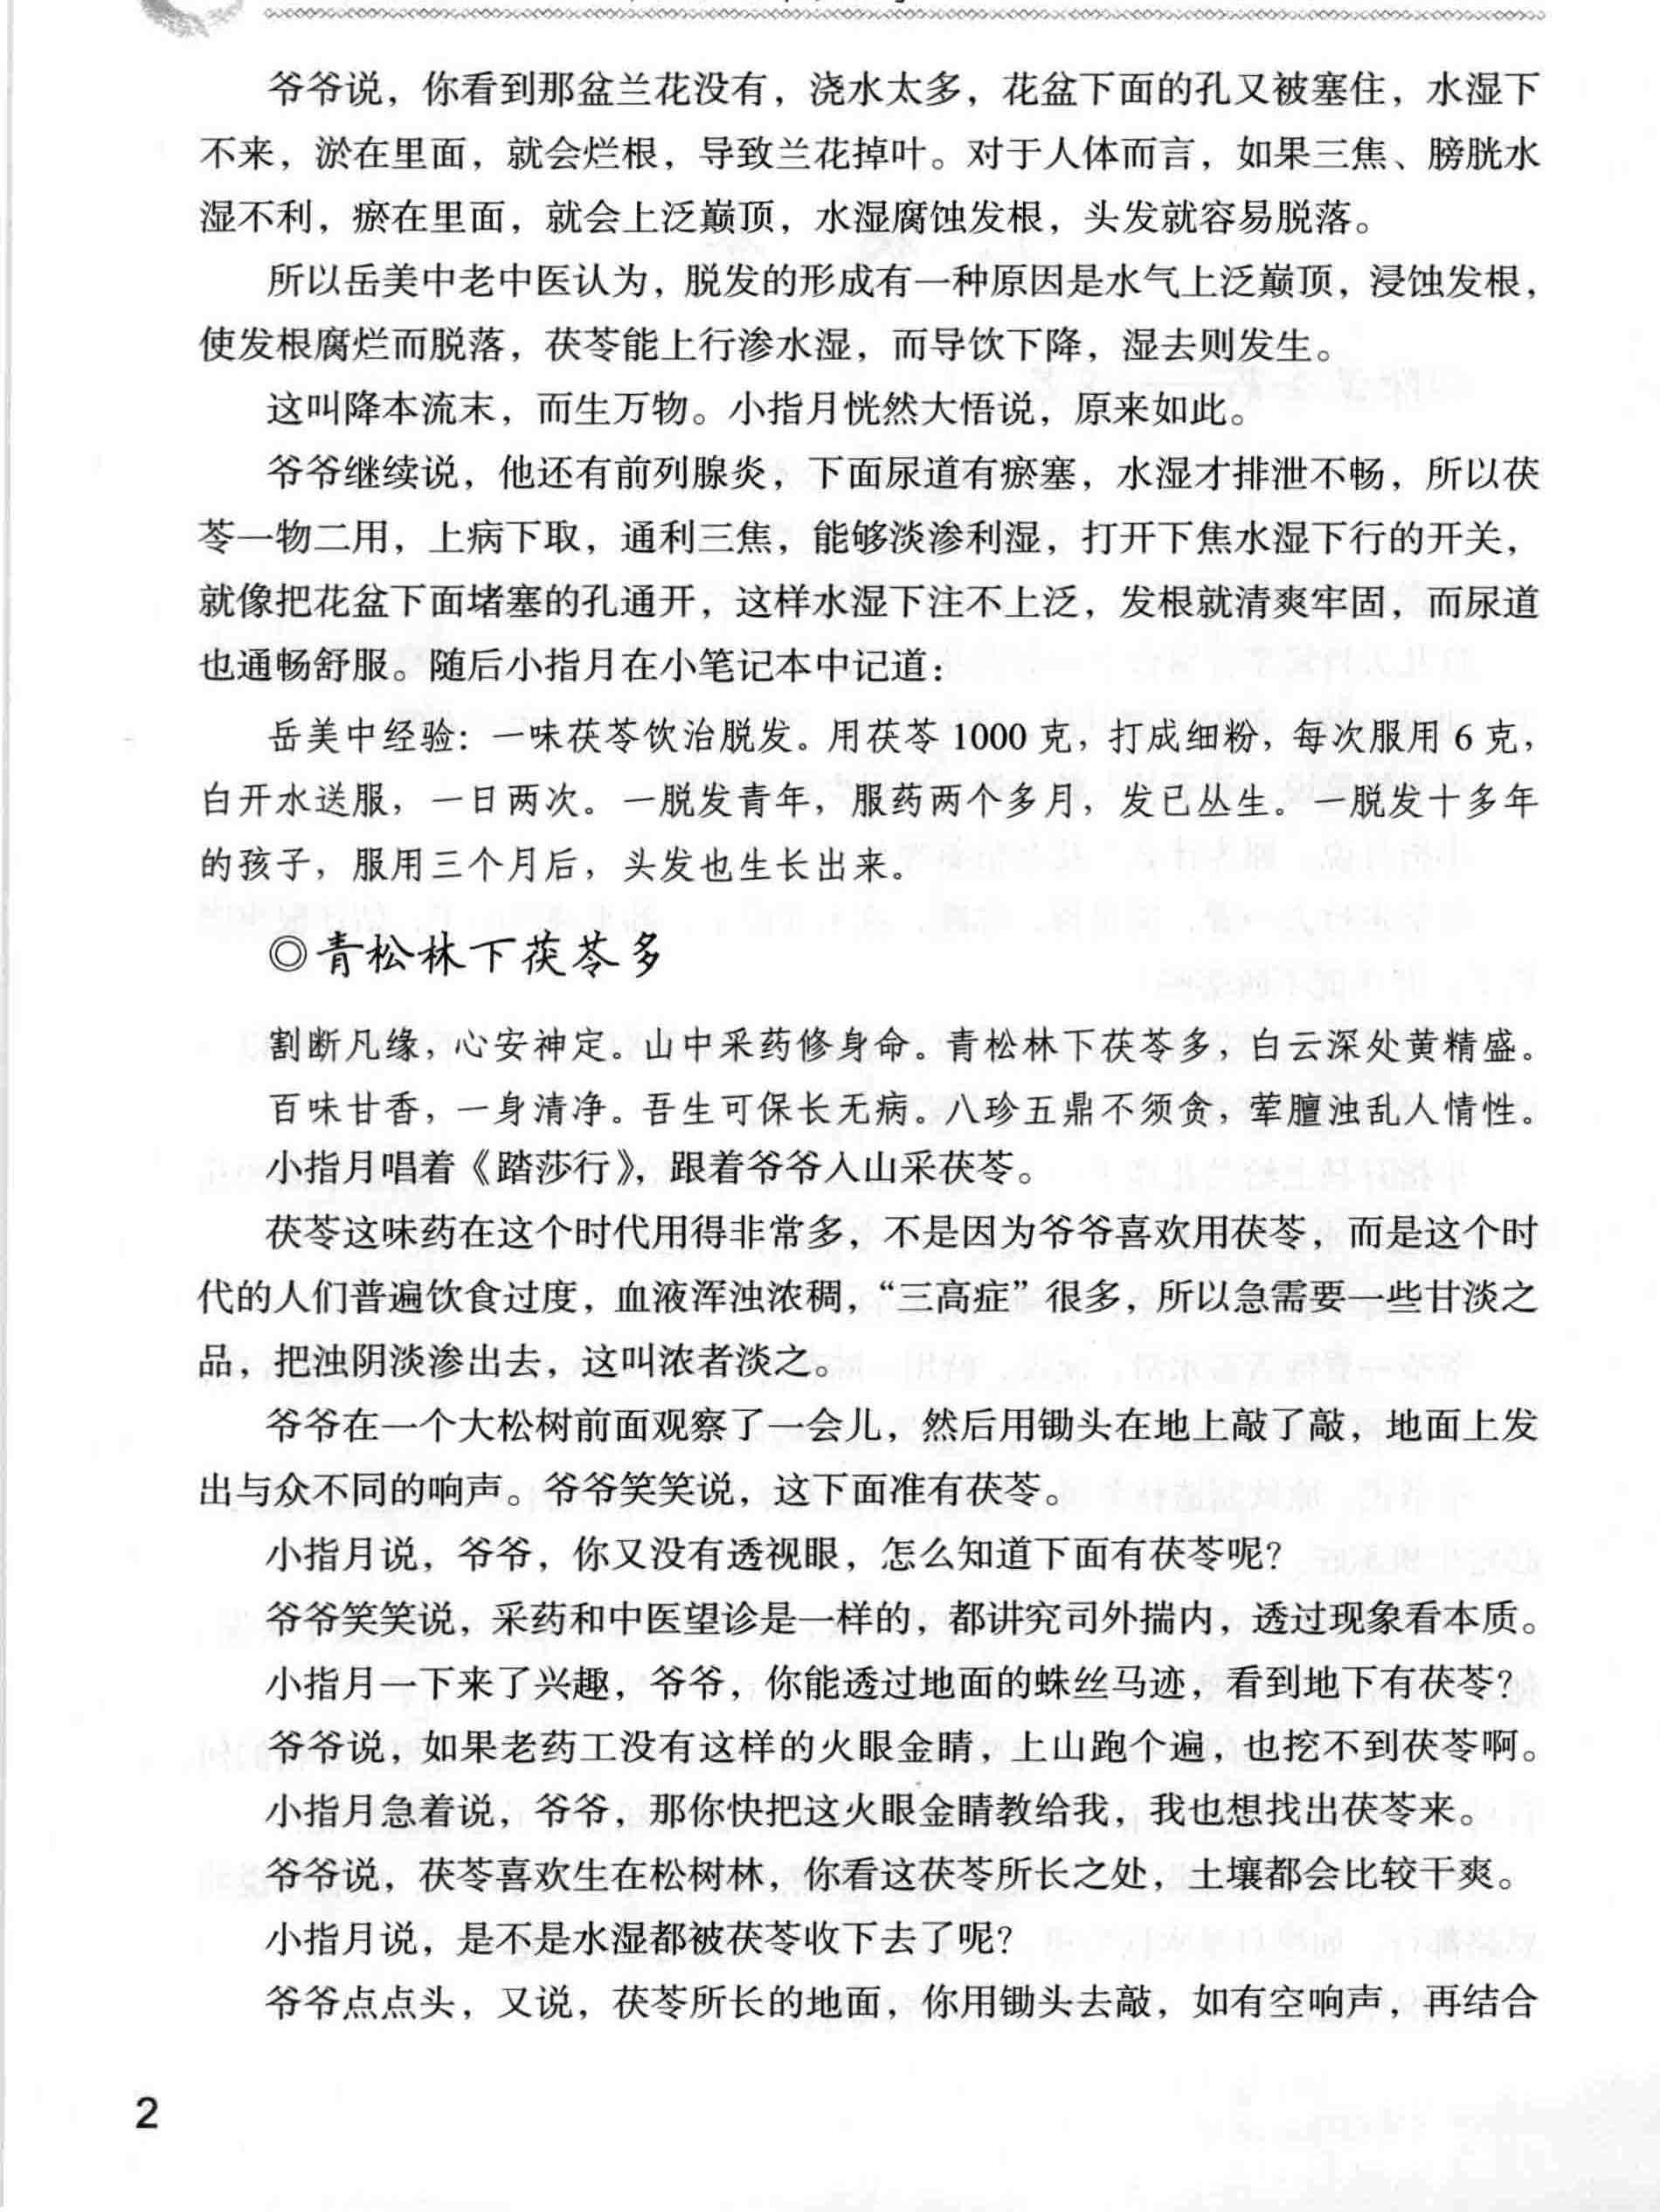 爷爷说，你看到那盆兰花没有，浇水太多，花盆下面的孔又被塞住，水湿下
不来，淤在里面，就会烂根，导致兰花掉叶。对于人体而言，如果三焦、膀胱水
湿不利，瘀在里面，就会上泛巅顶，水湿腐蚀发根，头发就容易脱落。
所以岳美中老中医认为，脱发的形成有一种原因是水气上泛巅顶，浸蚀发根，
使发根腐烂而脱落，茯苓能上行渗水湿，而导饮下降，湿去则发生。
这叫降本流末，而生万物。小指月恍然大悟说，原来如此。
爷爷继续说，他还有前列腺炎，下面尿道有瘀塞，水湿才排泄不畅，所以茯
苓一物二用，上病下取，通利三焦，能够淡渗利湿，打开下焦水湿下行的开关，
就像把花盆下面堵塞的孔通开，这样水湿下注不上泛，发根就清爽牢固，而尿道
也通畅舒服。随后小指月在小笔记本中记道：
岳美中经验：一味茯苓饮治脱发。用茯苓 1000 克，打成细粉，每次服用 6 克，
白开水送服，一日两次。一脱发青年，服药两个多月，发已丛生。一脱发十多年
的孩子，服用三个月后，头发也生长出来。
◎青松林下茯苓多
割断凡缘，心安神定。山中采药修身命。青松林下茯苓多，白云深处黄精盛。
百味甘香，一身清净。吾生可保长无病。八珍五鼎不须贪，荤膻浊乱人情性。
小指月唱着《踏莎行》，跟着爷爷入山采茯苓。
茯苓这味药在这个时代用得非常多，不是因为爷爷喜欢用茯苓，而是这个时
代的人们普遍饮食过度，血液浑浊浓稠，“三高症”很多，所以急需要一些甘淡之
品，把浊阴淡渗出去，这叫浓者淡之。
爷爷在一个大松树前面观察了一会儿，然后用锄头在地上敲了敲，地面上发
出与众不同的响声。爷爷笑笑说，这下面准有茯苓。
小指月说，爷爷，你又没有透视眼，怎么知道下面有茯苓呢？
爷爷笑笑说，采药和中医望诊是一样的，都讲究司外揣内，透过现象看本质。
小指月一下来了兴趣，爷爷，你能透过地面的蛛丝马迹，看到地下有茯苓？
爷爷说，如果老药工没有这样的火眼金睛，上山跑个遍，也挖不到茯苓啊。
小指月急着说，爷爷，那你快把这火眼金睛教给我，我也想找出茯苓来。
爷爷说，茯苓喜欢生在松树林，你看这茯苓所长之处，土壤都会比较干爽。
小指月说，是不是水湿都被茯苓收下去了呢？
爷爷点点头，又说，茯苓所长的地面，你用锄头去敲，如有空响声，再结合
2